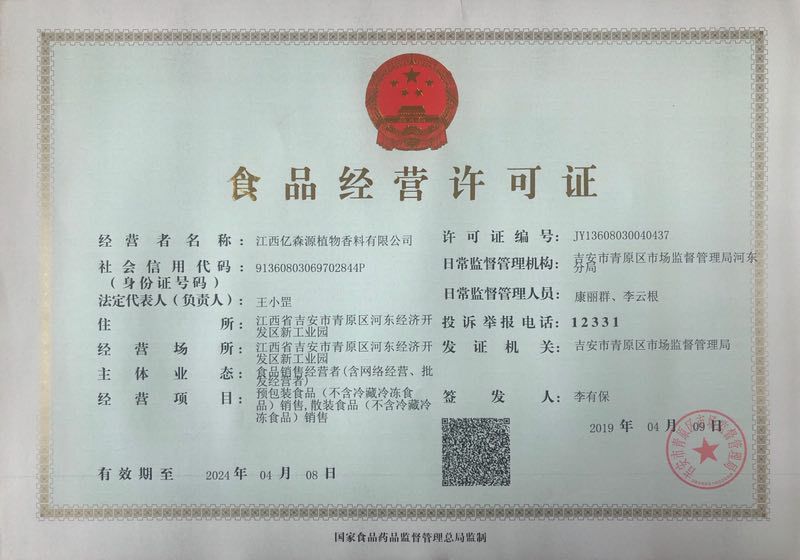 食品经营许可证
经营者名称：江西亿森源植物香料有限公司
社会信用代码：91360803069702844P
（身份证号码）
法定代表人（负责人）：王小罡
住所：江西省吉安市青原区河东经济开
发区新工业园
经营场所：江西省吉安市青原区河东经济开
发区新工业园
主体业态：食品销售经营者(含网络经营、批
发经营者)
经营项目：预包装食品（不含冷藏冷冻食
品）销售,散装食品（不含冷藏冷
冻食品）销售
有效期至 2024年 04月 08日
许可证编号：JY13608030040437
日常监督管理机构：吉安市青原区市场监督管理局河东
分局
日常监督管理人员：康丽群、李云根
投诉举报电话：12331
发证机关：吉安市青原区市场监督管理局
签发人：李有保
2019年 04月 09日
国家食品药品监督管理总局监制